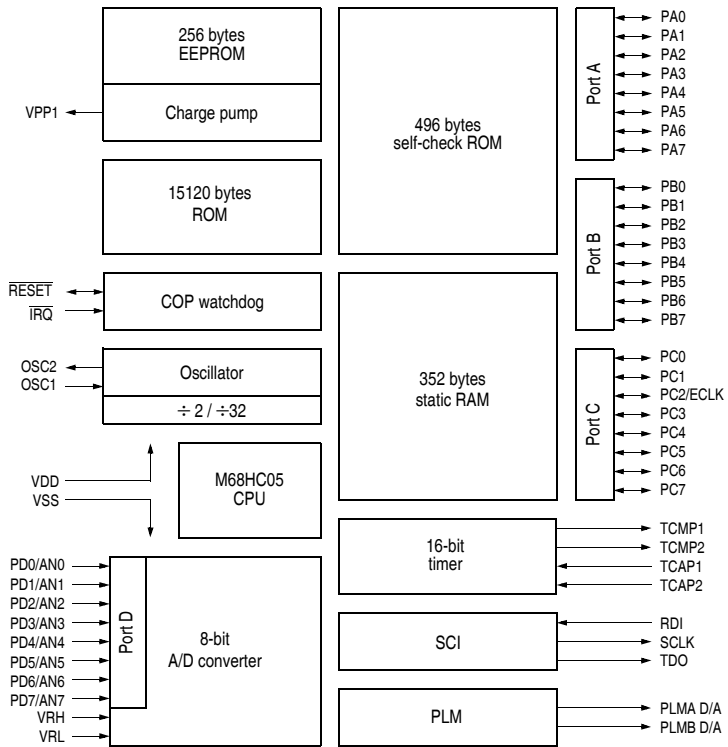 256 bytes
EEPROM
Charge pump
VPP1
15120 bytes
ROM
RESET
IRQ
COP watchdog
OSC2
OSC1
Oscillator
÷ 2 / ÷32
VDD
VSS
M68HC05
CPU
PD0/AN0
PD1/AN1
PD2/AN2
PD3/AN3
PD4/AN4
PD5/AN5
PD6/AN6
PD7/AN7
VRH
VRL
Port D
8-bit
A/D converter
496 bytes
self-check ROM
352 bytes
static RAM
16-bit
timer
SCI
PLM
Port A
PA0
PA1
PA2
PA3
PA4
PA5
PA6
PA7
Port B
PB0
PB1
PB2
PB3
PB4
PB5
PB6
PB7
Port C
PC0
PC1
PC2/ECLK
PC3
PC4
PC5
PC6
PC7
TCMP1
TCMP2
TCAP1
TCAP2
RDI
SCLK
TDO
PLMA D/A
PLMB D/A